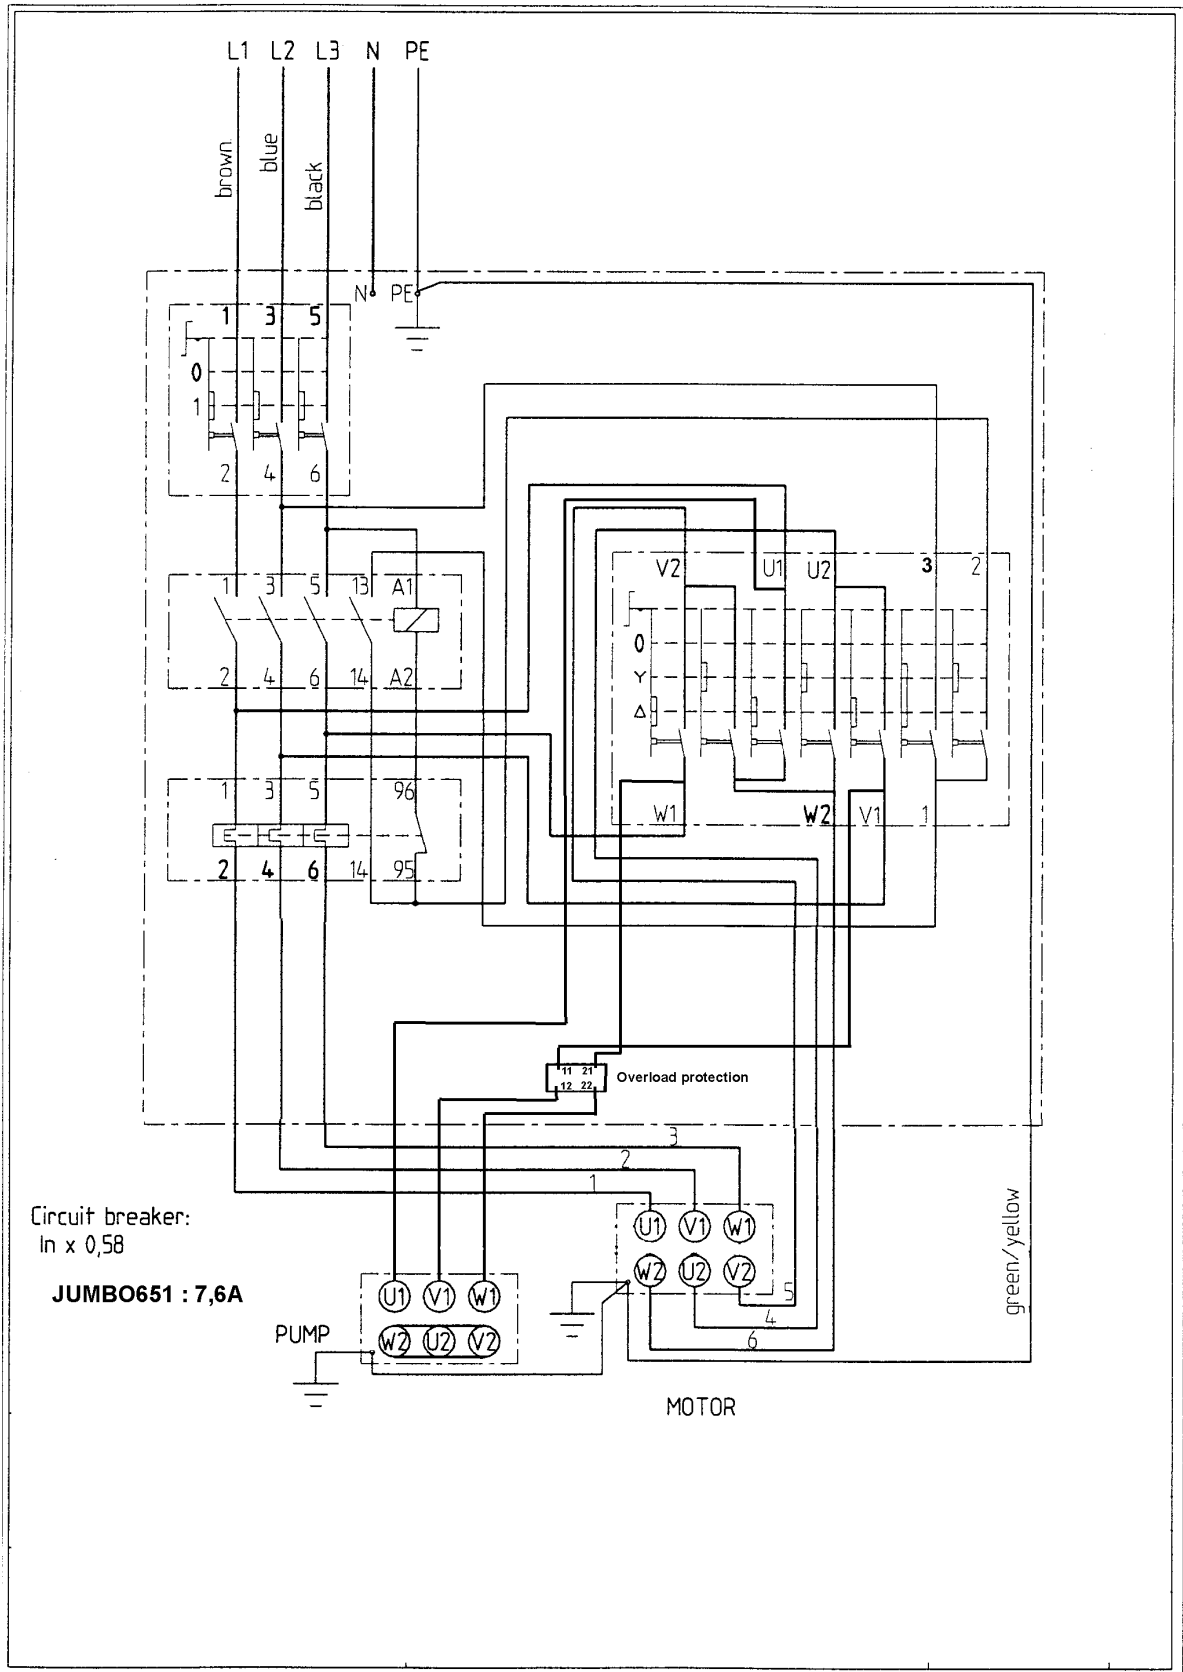 L1 L2 L3 N PE
brown
blue
black
N PE
1 3 5
0
1
2 4 6
1 3 5 13 A1
2 4 6 14 A2
V2 U1 U2 3 2
0
Y
Δ
W1 W2 V1 1
1 3 5 96
2 4 6 14 95
11 21
12 22
Overload protection
3
2
1
Circuit breaker:
In x 0,58
JUMBO651 : 7,6A
U1 V1 W1
W2 U2 V2
5
4
6
green/yellow
U1 V1 W1
W2 U2 V2
PUMP
MOTOR